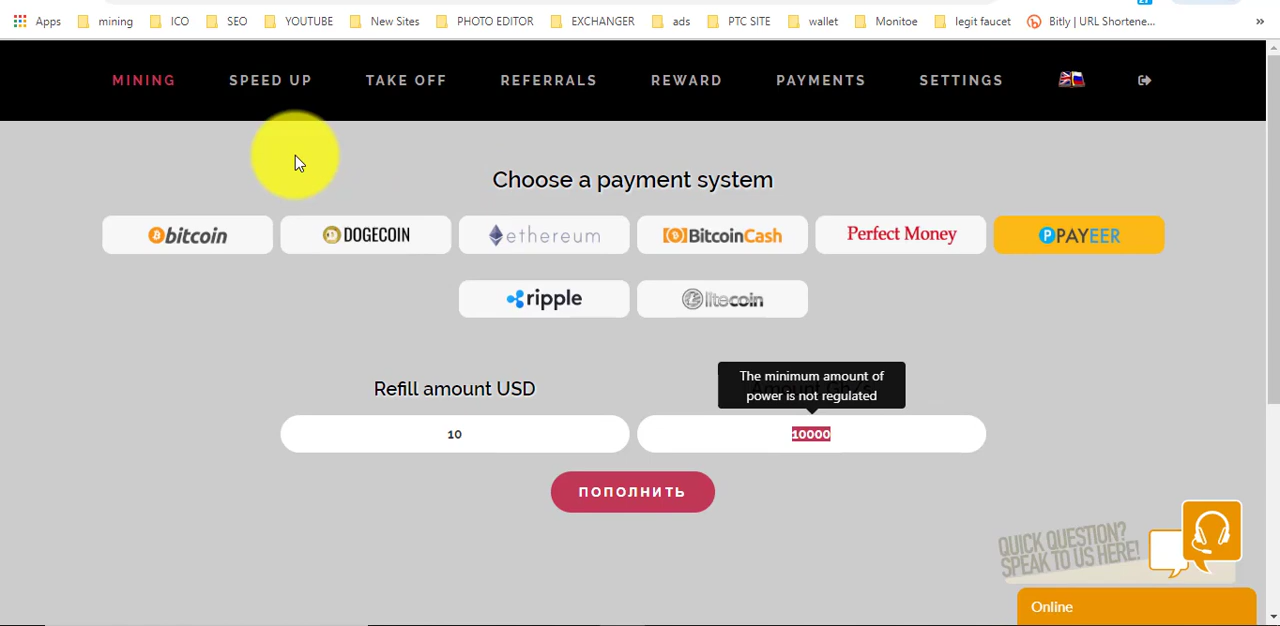 Apps mining ICO SEO YOUTUBE New Sites PHOTO EDITOR EXCHANGER ads PTC SITE wallet Monitoe legit faucet Bitly | URL Shortene... »
MINING SPEED UP TAKE OFF REFERRALS REWARD PAYMENTS SETTINGS
Choose a payment system
bitcoin DOGECOIN ethereum BitcoinCash Perfect Money PAYEER
ripple litecoin
The minimum amount of
power is not regulated
Refill amount USD
10 10000
ПОПОЛНИТЬ
QUICK QUESTION?
SPEAK TO US HERE!
Online